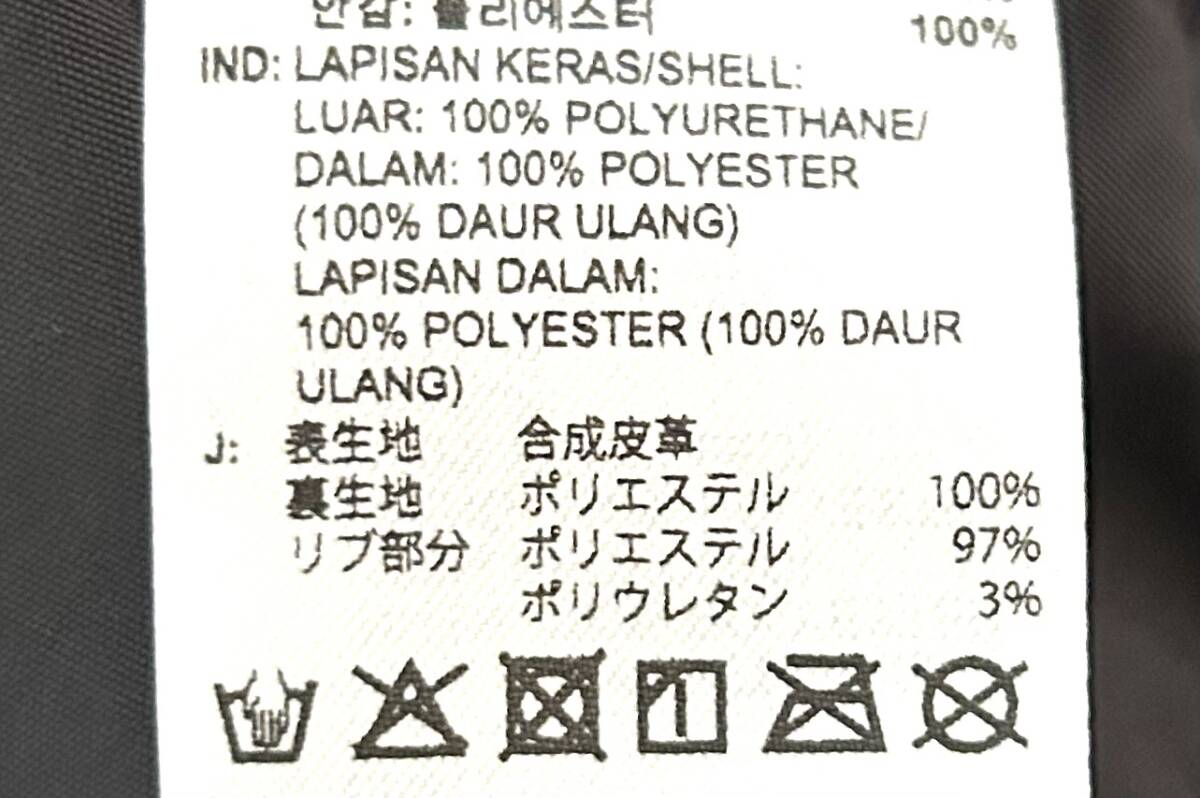 안감: 폴리에스터 100%
IND: LAPISAN KERAS/SHELL:
LUAR: 100% POLYURETHANE/
DALAM: 100% POLYESTER
(100% DAUR ULANG)
LAPISAN DALAM:
100% POLYESTER (100% DAUR
ULANG)
J: 表生地 合成皮革
裏生地 ポリエステル 100%
リブ部分 ポリエステル 97%
ポリウレタン 3%